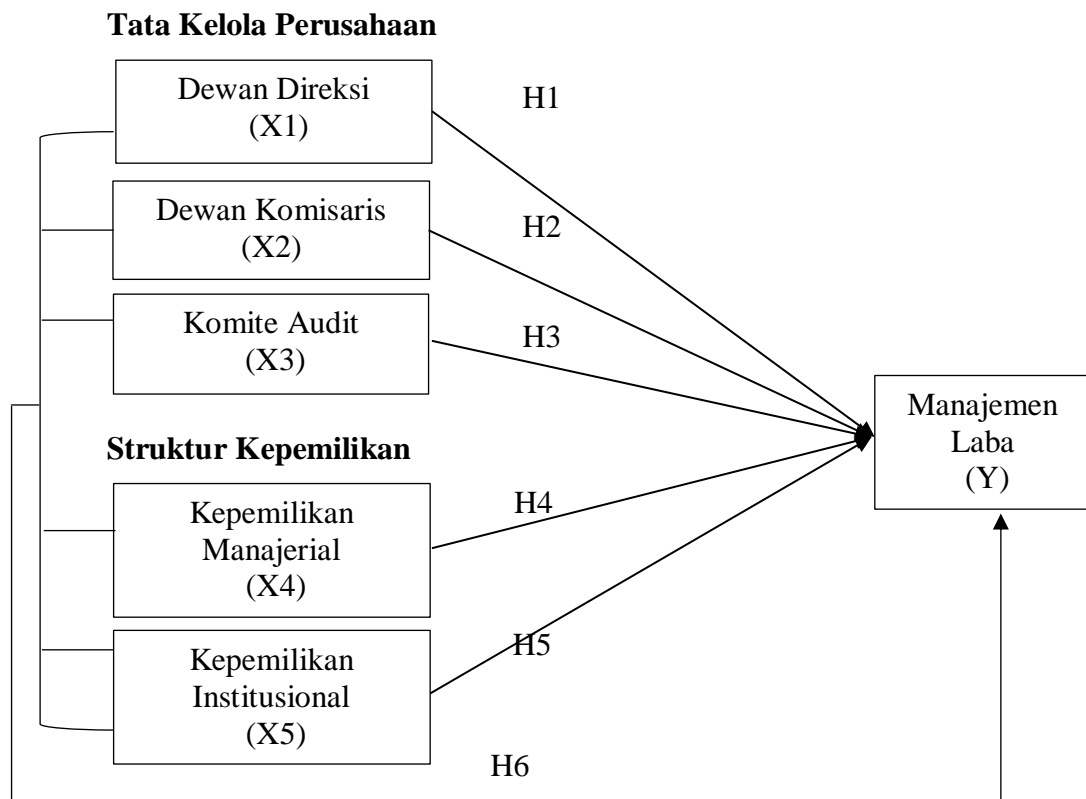 Tata Kelola Perusahaan
Dewan Direksi
(X1)
H1
Dewan Komisaris
(X2)
H2
Komite Audit
(X3)
H3
Manajemen
Laba
(Y)
Struktur Kepemilikan
Kepemilikan
Manajerial
(X4)
H4
Kepemilikan
Institusional
(X5)
H5
H6